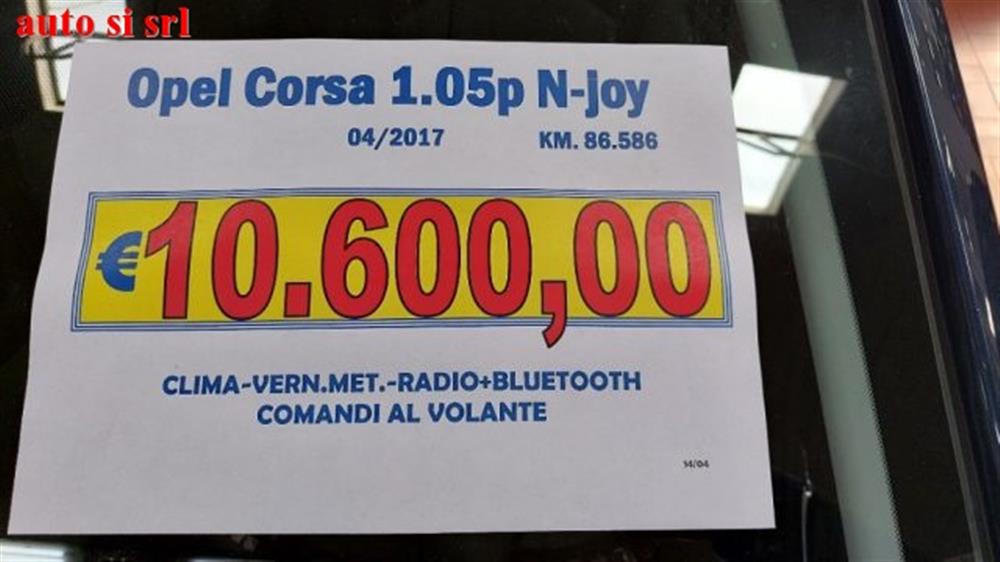 auto si srl
Opel Corsa 1.05p N-joy
04/2017 KM. 86.586
€10.600,00
CLIMA-VERN.MET.-RADIO+BLUETOOTH
COMANDI AL VOLANTE
14/04